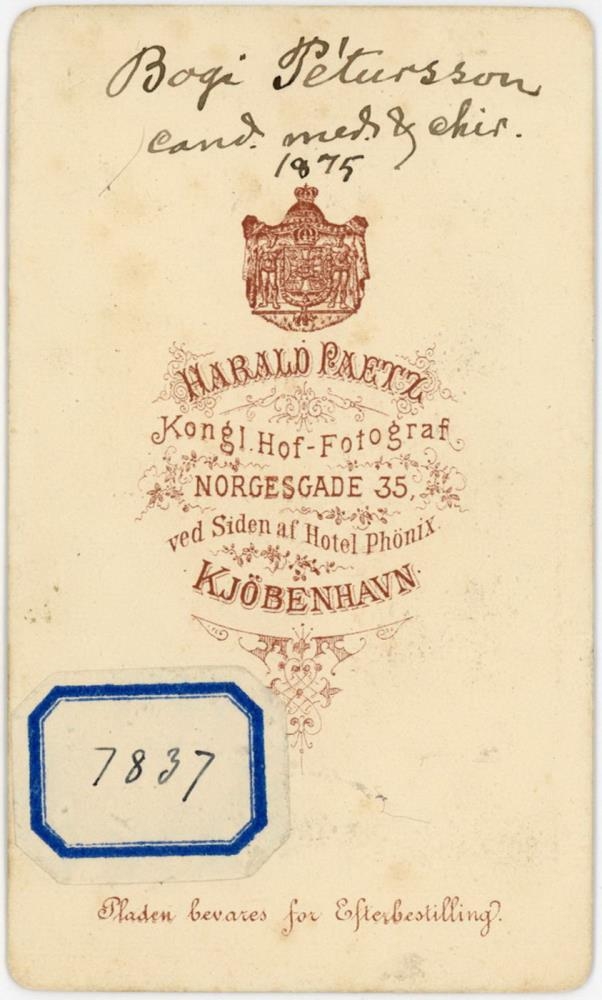 Bogi Pétursson
cand. med. & chir.
1875
HARALD PAETZ
Kongl. Hof-Fotograf
NORGESGADE 35,
ved Siden af Hotel Phönix.
KJÖBENHAVN.
7837
Pladen bevares for Efterbestilling.